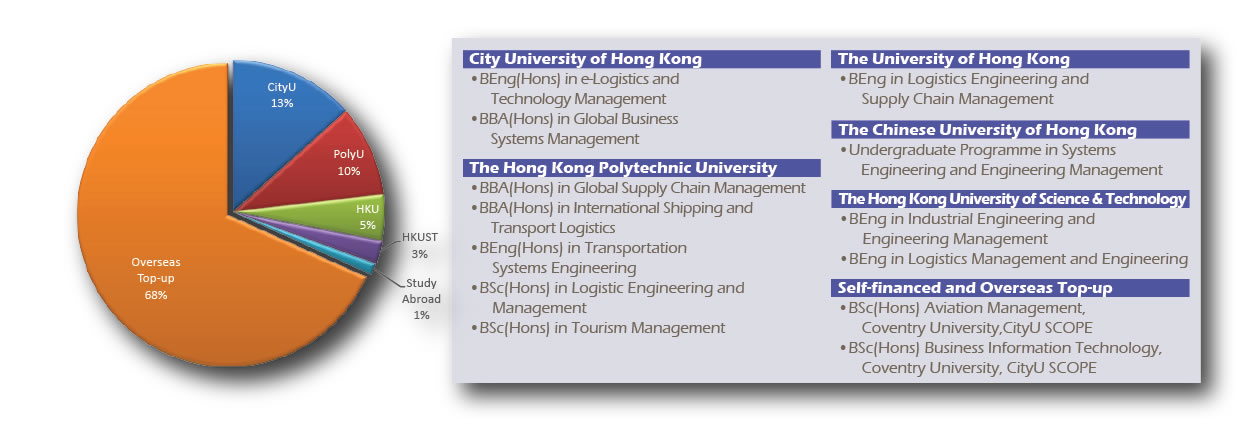 CityU
13%
PolyU
10%
HKU
5%
HKUST
3%
Study
Abroad
1%
Overseas
Top-up
68%
City University of Hong Kong
•BEng(Hons) in e-Logistics and
Technology Management
•BBA(Hons) in Global Business
Systems Management
The Hong Kong Polytechnic University
•BBA(Hons) in Global Supply Chain Management
•BBA(Hons) in International Shipping and
Transport Logistics
•BEng(Hons) in Transportation
Systems Engineering
•BSc(Hons) in Logistic Engineering and
Management
•BSc(Hons) in Tourism Management
The University of Hong Kong
•BEng in Logistics Engineering and
Supply Chain Management
The Chinese University of Hong Kong
•Undergraduate Programme in Systems
Engineering and Engineering Management
The Hong Kong University of Science & Technology
•BEng in Industrial Engineering and
Engineering Management
•BEng in Logistics Management and Engineering
Self-financed and Overseas Top-up
•BSc(Hons) Aviation Management,
Coventry University,CityU SCOPE
•BSc(Hons) Business Information Technology,
Coventry University, CityU SCOPE